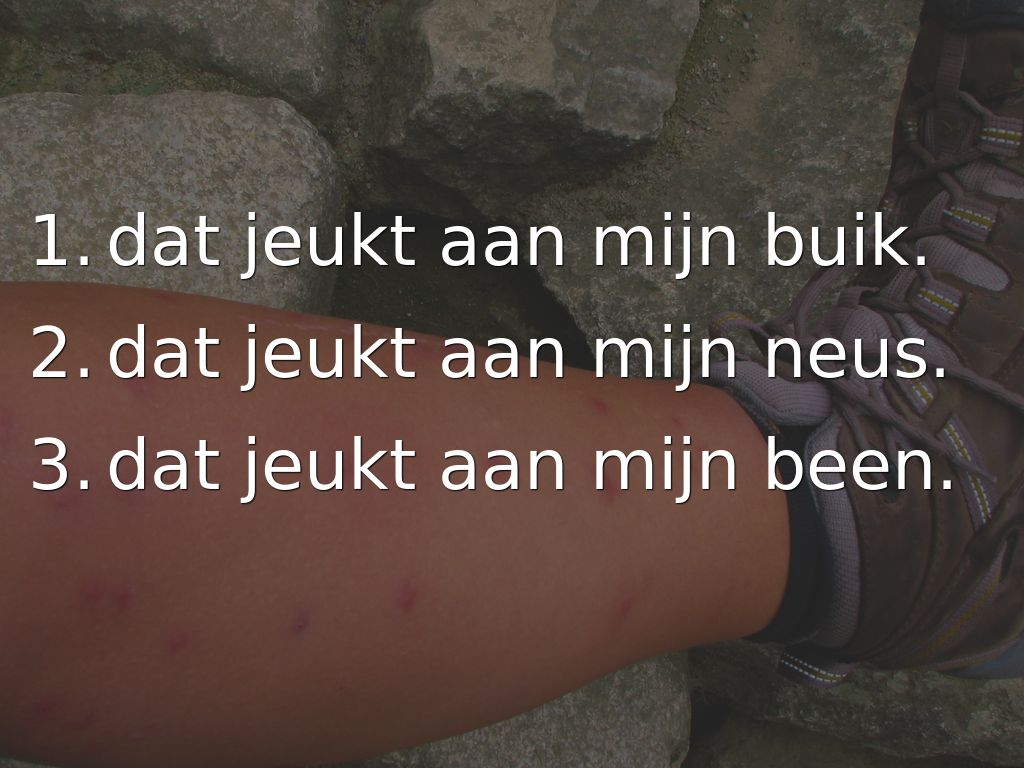 1. dat jeukt aan mijn buik.
2. dat jeukt aan mijn neus.
3. dat jeukt aan mijn been.